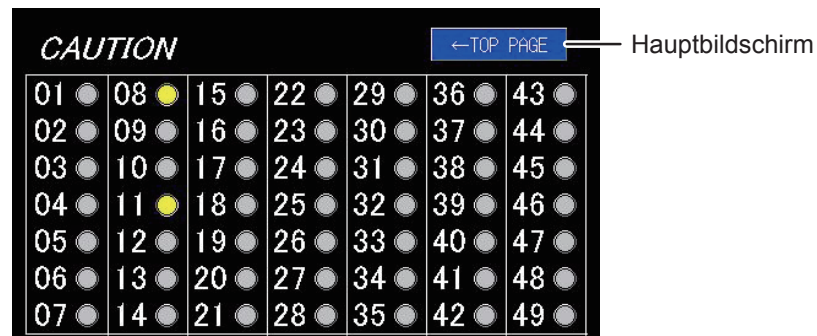 CAUTION
←TOP PAGE
Hauptbildschirm
01 08 15 22 29 36 43
02 09 16 23 30 37 44
03 10 17 24 31 38 45
04 11 18 25 32 39 46
05 12 19 26 33 40 47
06 13 20 27 34 41 48
07 14 21 28 35 42 49